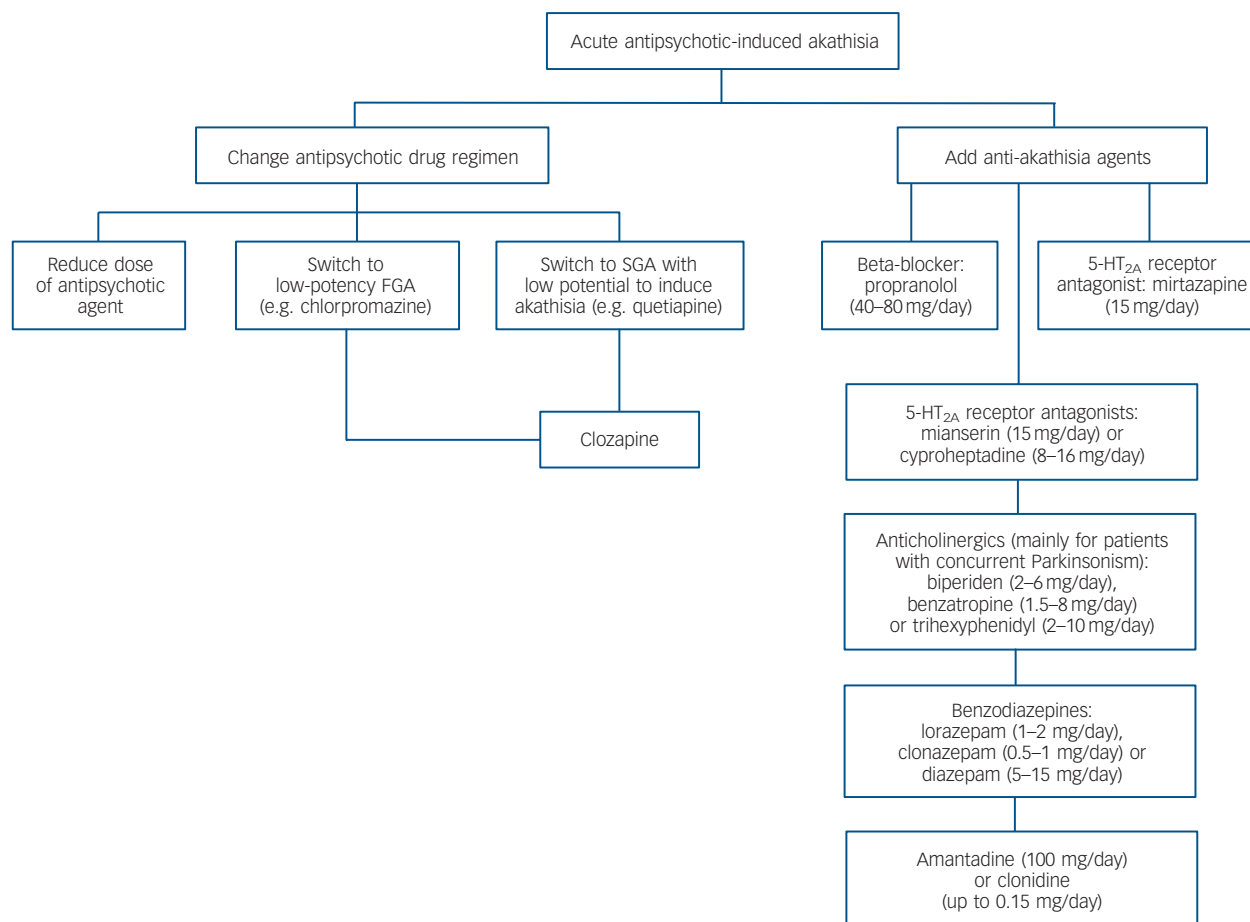 Acute antipsychotic-induced akathisia
Change antipsychotic drug regimen
Add anti-akathisia agents
Reduce dose
of antipsychotic
agent
Switch to
low-potency FGA
(e.g. chlorpromazine)
Switch to SGA with
low potential to induce
akathisia (e.g. quetiapine)
Beta-blocker:
propranolol
(40–80 mg/day)
5-HT2A receptor
antagonist: mirtazapine
(15 mg/day)
Clozapine
5-HT2A receptor antagonists:
mianserin (15 mg/day) or
cyproheptadine (8–16 mg/day)
Anticholinergics (mainly for patients
with concurrent Parkinsonism):
biperiden (2–6 mg/day),
benzatropine (1.5–8 mg/day)
or trihexyphenidyl (2–10 mg/day)
Benzodiazepines:
lorazepam (1–2 mg/day),
clonazepam (0.5–1 mg/day) or
diazepam (5–15 mg/day)
Amantadine (100 mg/day)
or clonidine
(up to 0.15 mg/day)